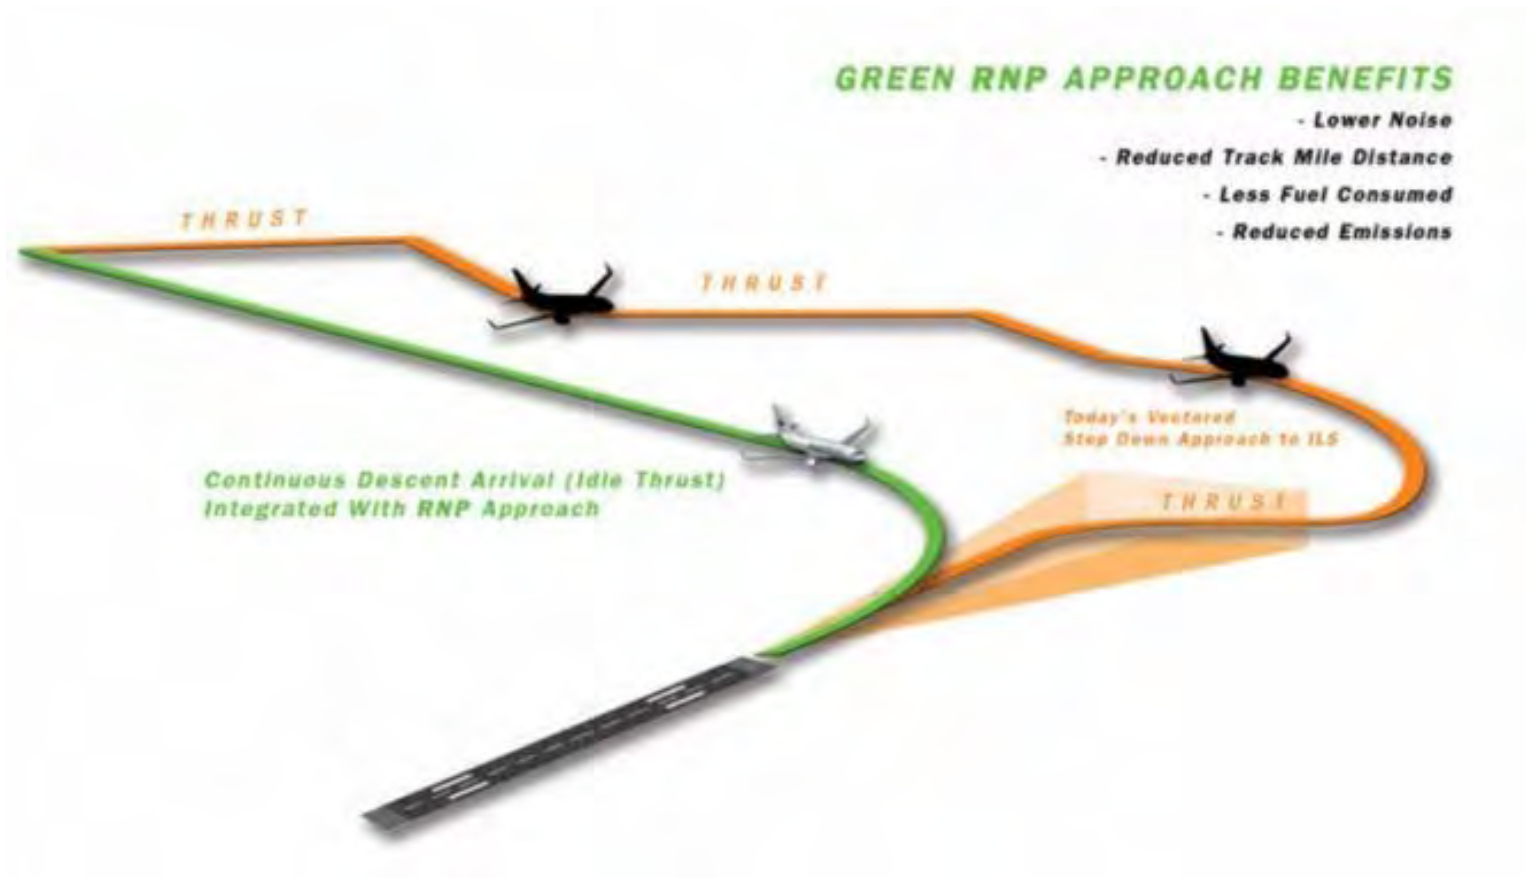 GREEN RNP APPROACH BENEFITS
- Lower Noise
- Reduced Track Mile Distance
- Less Fuel Consumed
- Reduced Emissions
THRUST
THRUST
Today's Vectored
Step Down Approach to ILS
Continuous Descent Arrival (Idle Thrust)
Integrated With RNP Approach
THRUST